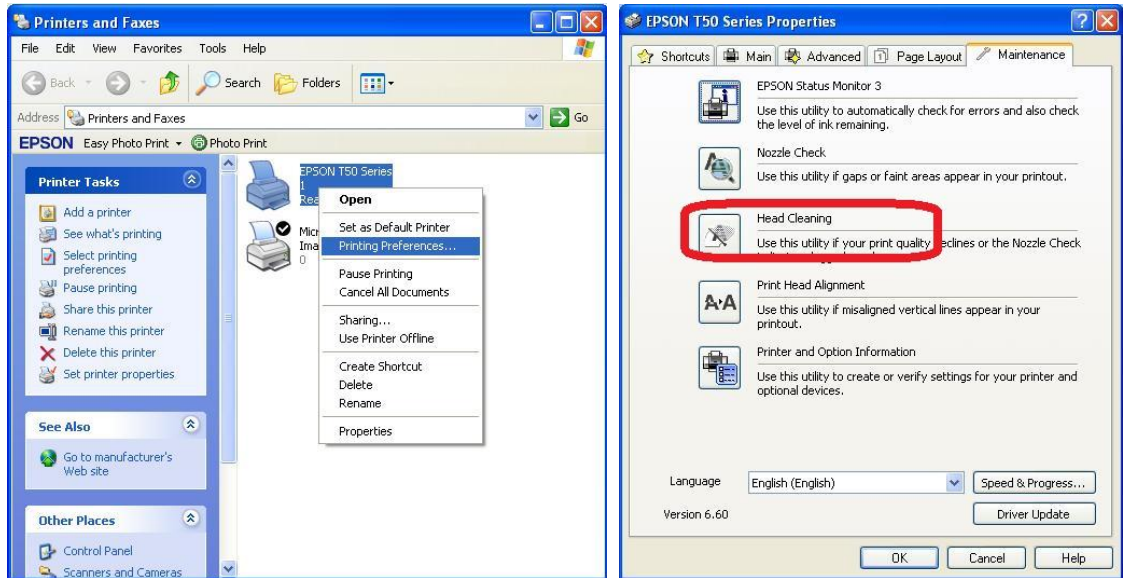 Printers and Faxes
File Edit View Favorites Tools Help
Back Search Folders
Address Printers and Faxes Go
EPSON Easy Photo Print Photo Print
Printer Tasks
Add a printer
See what's printing
Select printing
preferences
Pause printing
Share this printer
Rename this printer
Delete this printer
Set printer properties
See Also
Go to manufacturer's
Web site
Other Places
Control Panel
Scanners and Cameras
EPSON T50 Series
1
Rea
Micr
Ima
0
Open
Set as Default Printer
Printing Preferences...
Pause Printing
Cancel All Documents
Sharing...
Use Printer Offline
Create Shortcut
Delete
Rename
Properties
EPSON T50 Series Properties
Shortcuts Main Advanced Page Layout Maintenance
EPSON Status Monitor 3
Use this utility to automatically check for errors and also check
the level of ink remaining.
Nozzle Check
Use this utility if gaps or faint areas appear in your printout.
Head Cleaning
Use this utility if your print quality declines or the Nozzle Check
Print Head Alignment
Use this utility if misaligned vertical lines appear in your
printout.
Printer and Option Information
Use this utility to create or verify settings for your printer and
optional devices.
Language English (English) Speed & Progress...
Version 6.60 Driver Update
OK Cancel Help